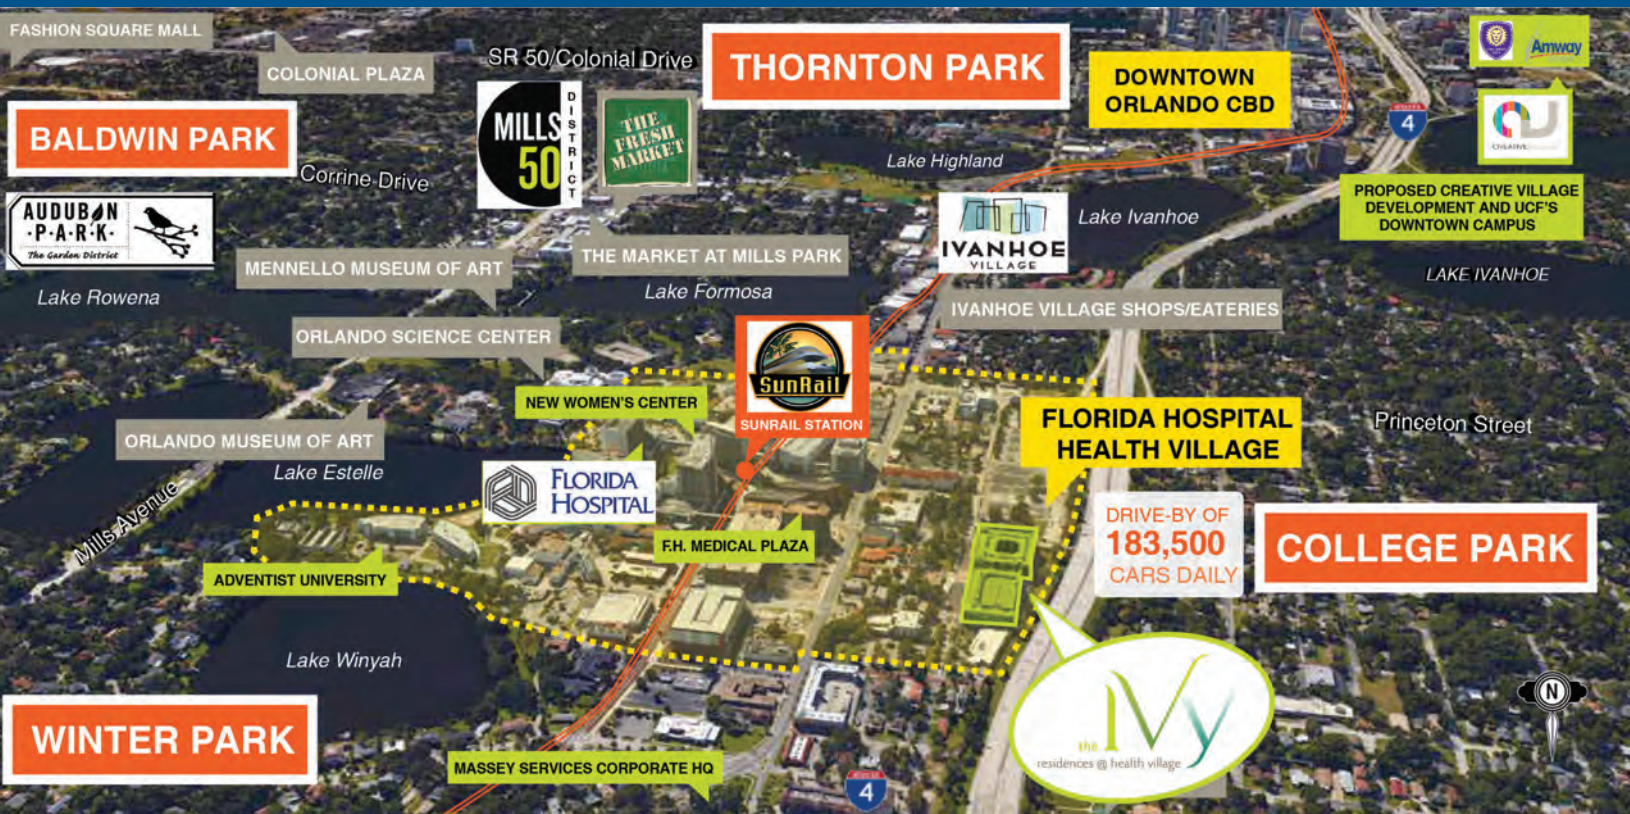 FASHION SQUARE MALL
COLONIAL PLAZA
SR 50/Colonial Drive
THORNTON PARK
DOWNTOWN
ORLANDO CBD
Amway
4
BALDWIN PARK
Corrine Drive
MILLS
50
DISTRICT
THE
FRESH
MARKET
Lake Highland
CREATIVE
PROPOSED CREATIVE VILLAGE
DEVELOPMENT AND UCF'S
DOWNTOWN CAMPUS
AUDUBON
·PARK·
The Garden District
IVANHOE
VILLAGE
Lake Ivanhoe
MENNELLO MUSEUM OF ART
THE MARKET AT MILLS PARK
LAKE IVANHOE
Lake Rowena
Lake Formosa
IVANHOE VILLAGE SHOPS/EATERIES
ORLANDO SCIENCE CENTER
SunRail
SUNRAIL STATION
NEW WOMEN'S CENTER
FLORIDA HOSPITAL
HEALTH VILLAGE
Princeton Street
ORLANDO MUSEUM OF ART
Lake Estelle
FLORIDA
HOSPITAL
Mills Avenue
F.H. MEDICAL PLAZA
DRIVE-BY OF
183,500
CARS DAILY
COLLEGE PARK
ADVENTIST UNIVERSITY
Lake Winyah
WINTER PARK
the IVy
residences @ health village
N
MASSEY SERVICES CORPORATE HQ
4